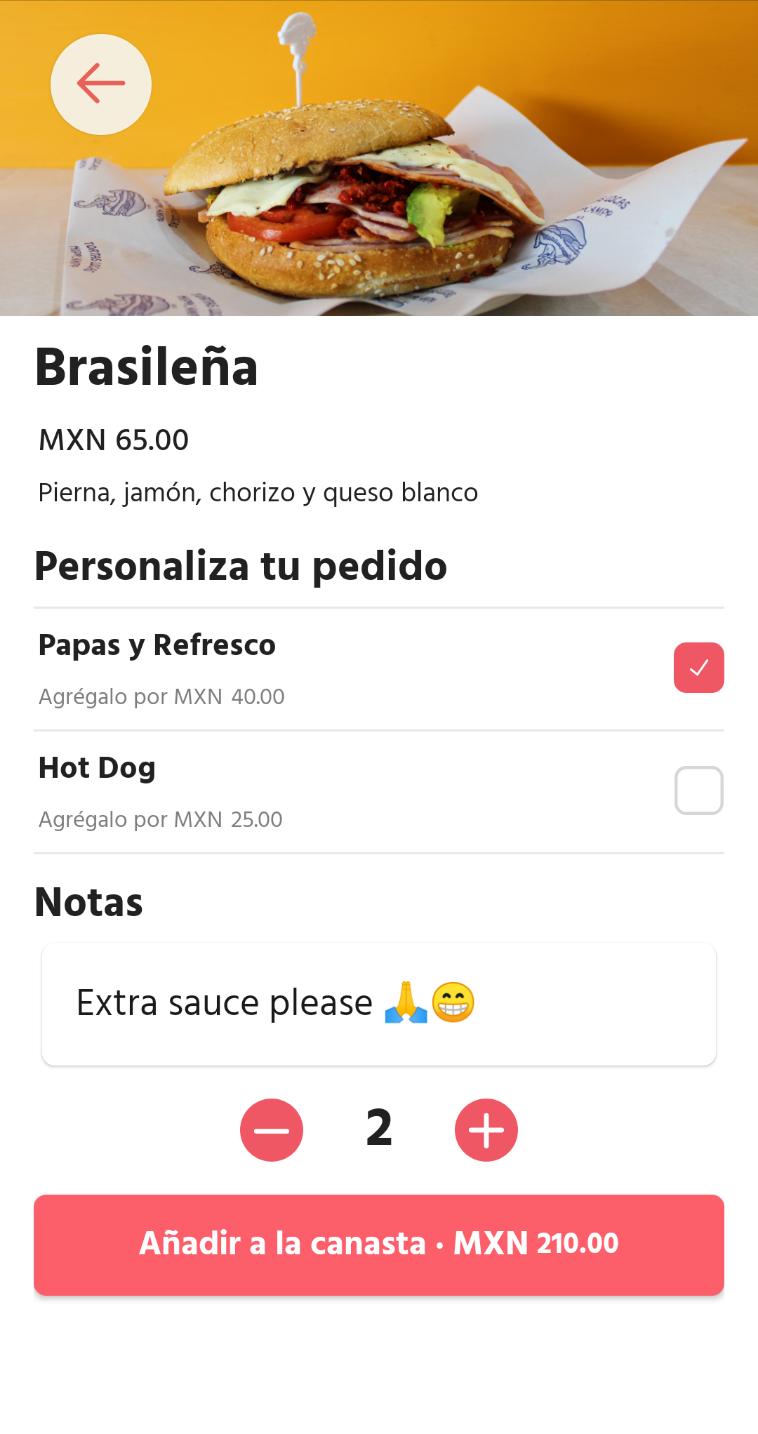 Brasileña
MXN 65.00
Pierna, jamón, chorizo y queso blanco
Personaliza tu pedido
Papas y Refresco
Agrégalo por MXN 40.00
Hot Dog
Agrégalo por MXN 25.00
Notas
Extra sauce please 🙏😁
2
Añadir a la canasta · MXN 210.00